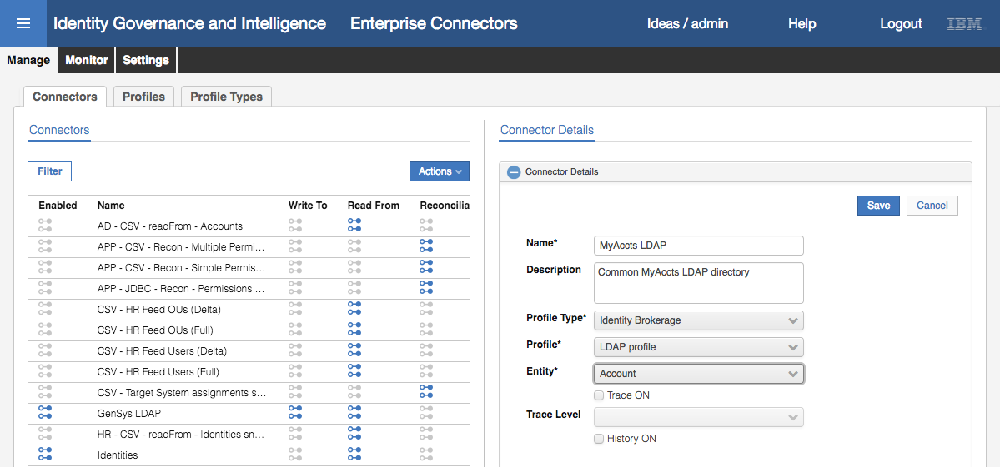 Identity Governance and Intelligence Enterprise Connectors Ideas / admin Help Logout IBM
Manage Monitor Settings
Connectors Profiles Profile Types
Connectors
Filter Actions
Enabled Name Write To Read From Reconcilia
AD - CSV - readFrom - Accounts
APP - CSV - Recon - Multiple Permi...
APP - CSV - Recon - Simple Permis...
APP - JDBC - Recon - Permissions ...
CSV - HR Feed OUs (Delta)
CSV - HR Feed OUs (Full)
CSV - HR Feed Users (Delta)
CSV - HR Feed Users (Full)
CSV - Target System assignments s...
GenSys LDAP
HR - CSV - readFrom - Identities sn...
Identities
Connector Details
Connector Details
Save Cancel
Name* MyAccts LDAP
Description Common MyAccts LDAP directory
Profile Type* Identity Brokerage
Profile* LDAP profile
Entity* Account
Trace ON
Trace Level
History ON